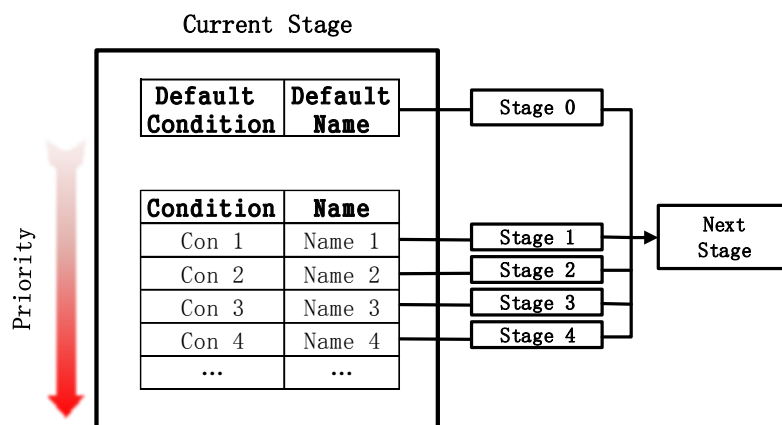 Current Stage
Default Condition
Default Name
Stage 0
Condition Name
Con 1 Name 1 Stage 1
Con 2 Name 2 Stage 2
Con 3 Name 3 Stage 3
Con 4 Name 4 Stage 4
... ...
Next Stage
Priority